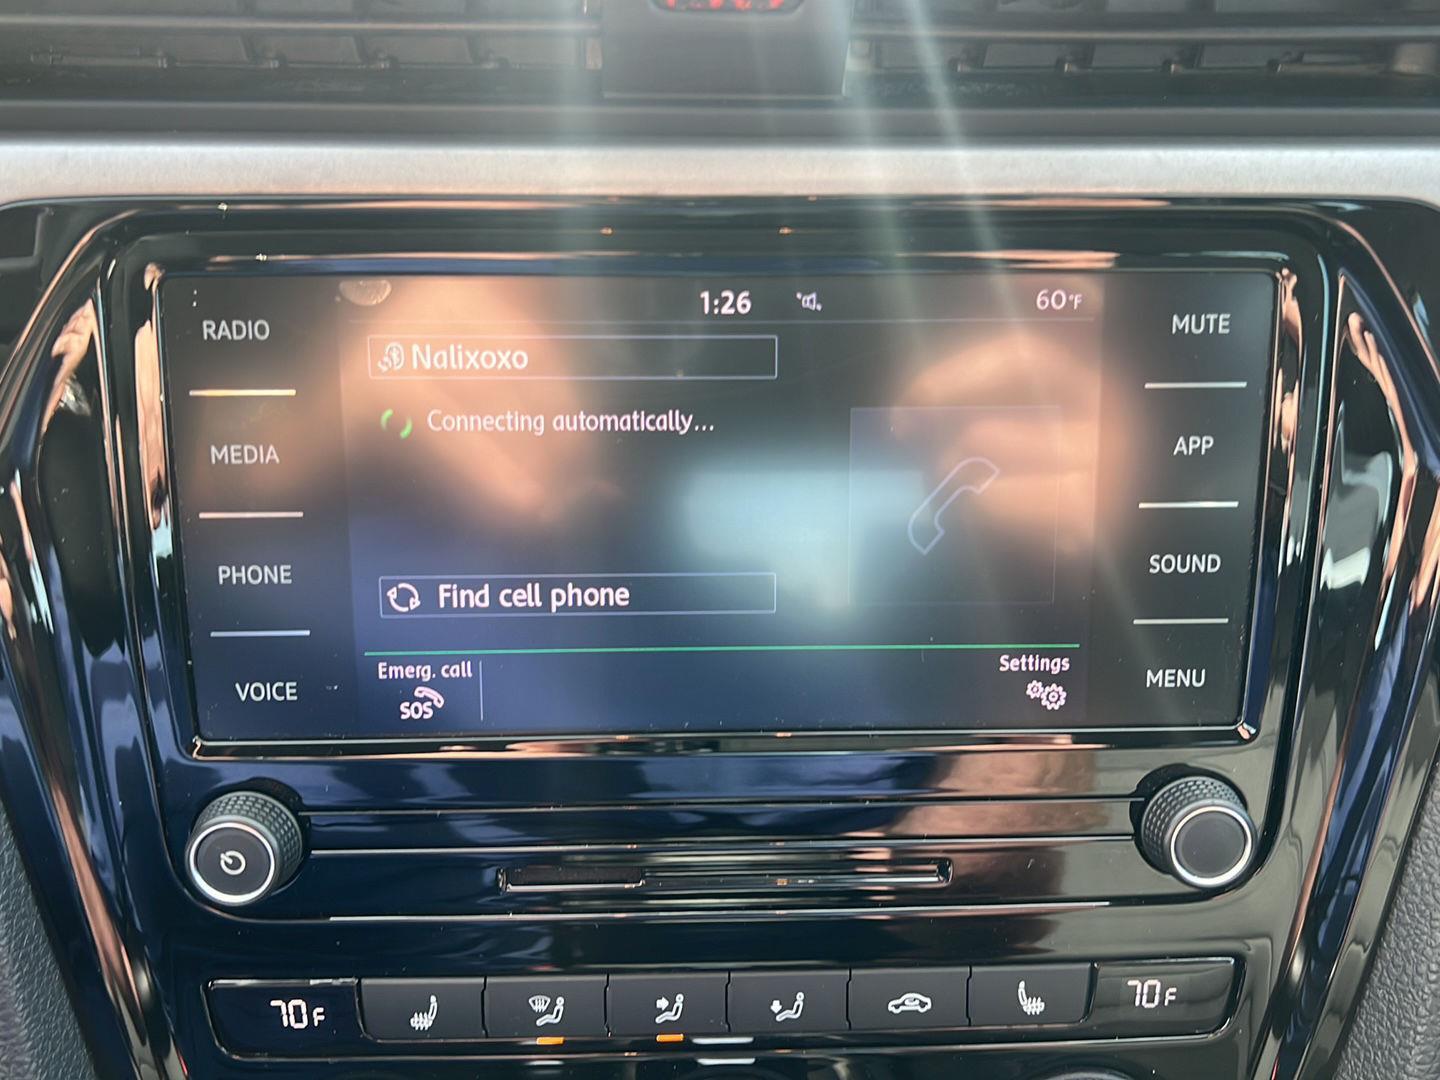 1:26
60°F
RADIO
MEDIA
PHONE
VOICE
Nalixoxo
Connecting automatically...
Find cell phone
Emerg. call
SOS
Settings
MUTE
APP
SOUND
MENU
70F
70F